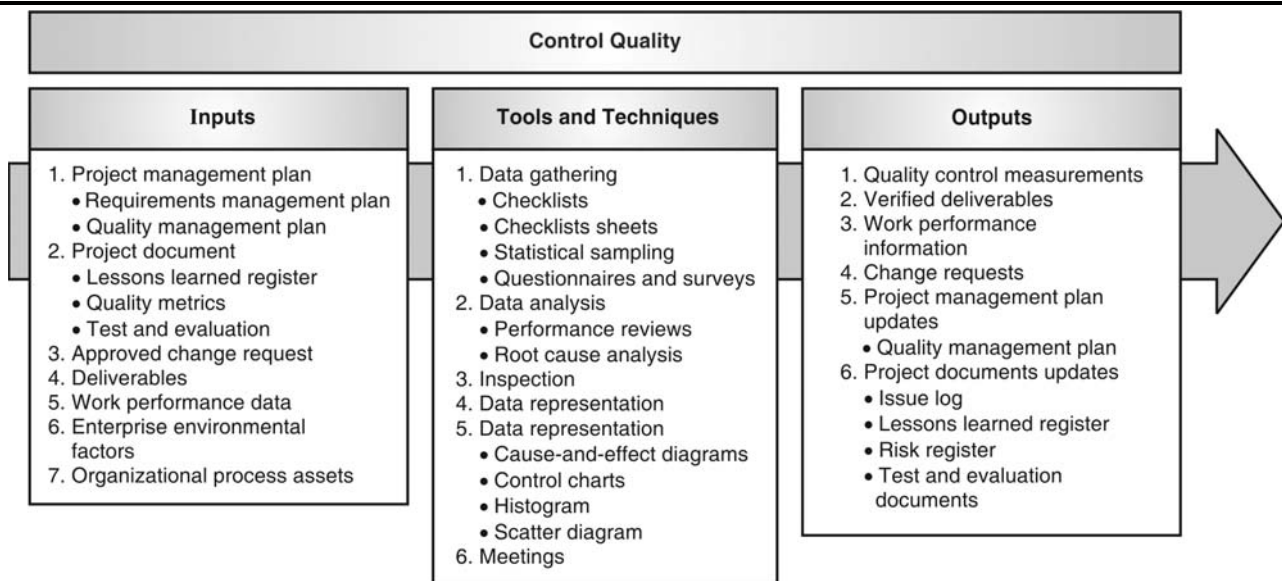 Control Quality
Inputs
1. Project management plan
• Requirements management plan
• Quality management plan
2. Project document
• Lessons learned register
• Quality metrics
• Test and evaluation
3. Approved change request
4. Deliverables
5. Work performance data
6. Enterprise environmental
factors
7. Organizational process assets
Tools and Techniques
1. Data gathering
• Checklists
• Checklists sheets
• Statistical sampling
• Questionnaires and surveys
2. Data analysis
• Performance reviews
• Root cause analysis
3. Inspection
4. Data representation
5. Data representation
• Cause-and-effect diagrams
• Control charts
• Histogram
• Scatter diagram
6. Meetings
Outputs
1. Quality control measurements
2. Verified deliverables
3. Work performance
information
4. Change requests
5. Project management plan
updates
• Quality management plan
6. Project documents updates
• Issue log
• Lessons learned register
• Risk register
• Test and evaluation
documents